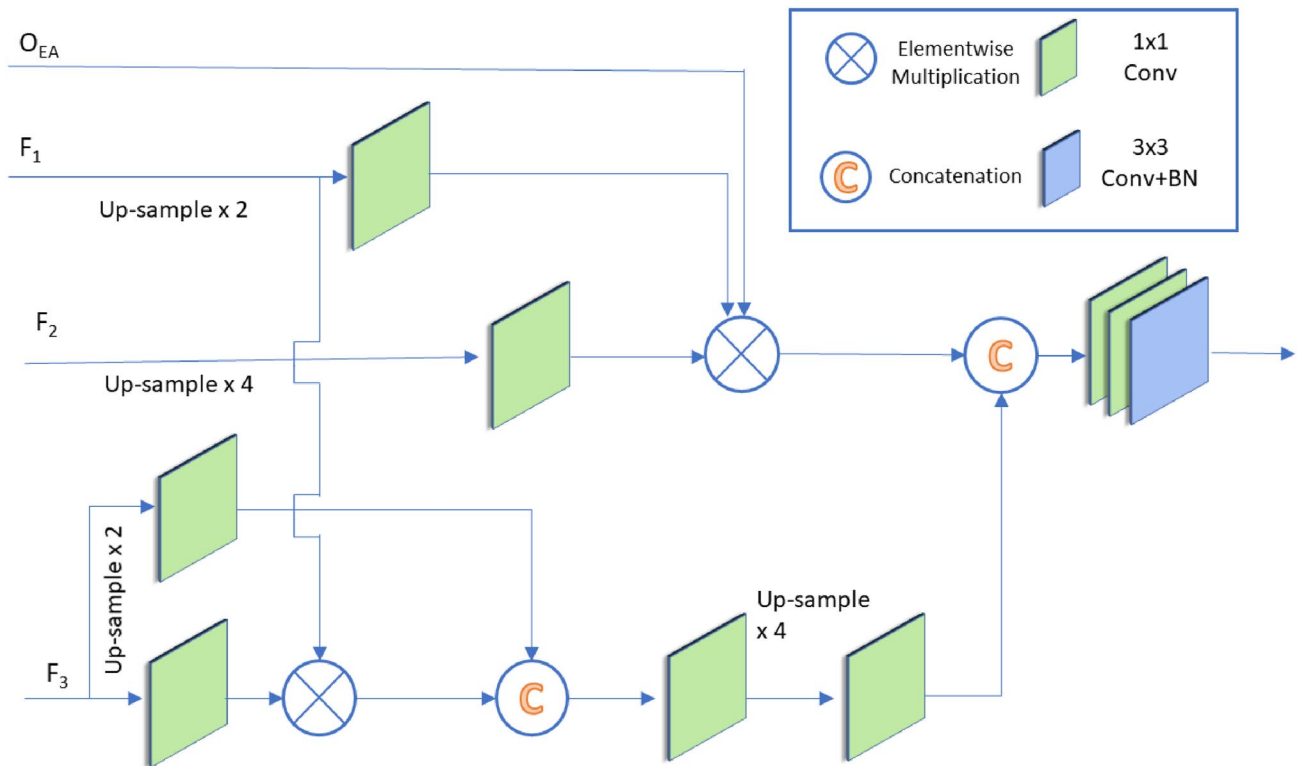 O_EA
Elementwise
Multiplication
1x1
Conv
F_1
Up-sample x 2
C
Concatenation
3x3
Conv+BN
F_2
Up-sample x 4
C
Up-sample x 2
Up-sample
x 4
F_3
C